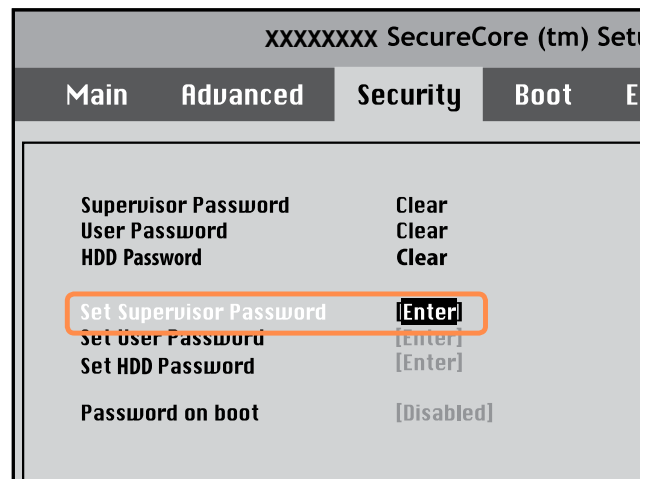 XXXXXXXX SecureCore (tm) Setu
Main Advanced Security Boot E
Supervisor Password Clear
User Password Clear
HDD Password Clear
Set Supervisor Password [Enter]
Set User Password [Enter]
Set HDD Password [Enter]
Password on boot [Disabled]